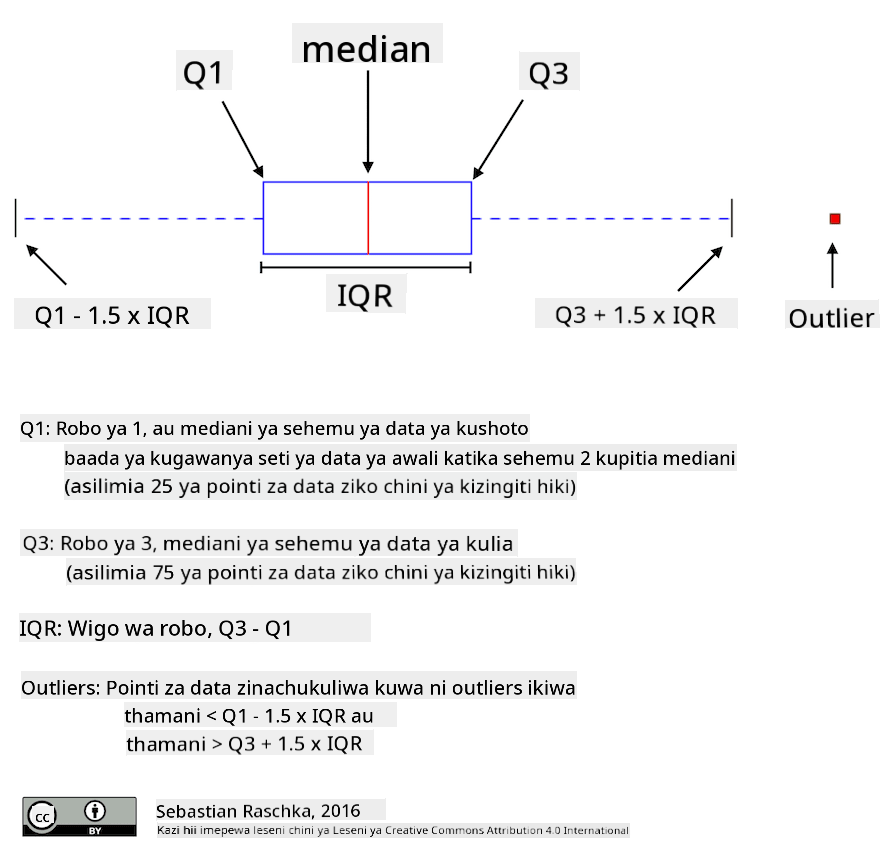 median
Q1
Q3
IQR
Q1 - 1.5 x IQR
Q3 + 1.5 x IQR
Outlier
Q1: Robo ya 1, au mediani ya sehemu ya data ya kushoto
baada ya kugawanya seti ya data ya awali katika sehemu 2 kupitia mediani
(asilimia 25 ya pointi za data ziko chini ya kizingiti hiki)
Q3: Robo ya 3, mediani ya sehemu ya data ya kulia
(asilimia 75 ya pointi za data ziko chini ya kizingiti hiki)
IQR: Wigo wa robo, Q3 - Q1
Outliers: Pointi za data zinachukuliwa kuwa ni outliers ikiwa
thamani < Q1 - 1.5 x IQR au
thamani > Q3 + 1.5 x IQR
cc
BY
Sebastian Raschka, 2016
Kazi hii imepewa leseni chini ya Leseni ya Creative Commons Attribution 4.0 International